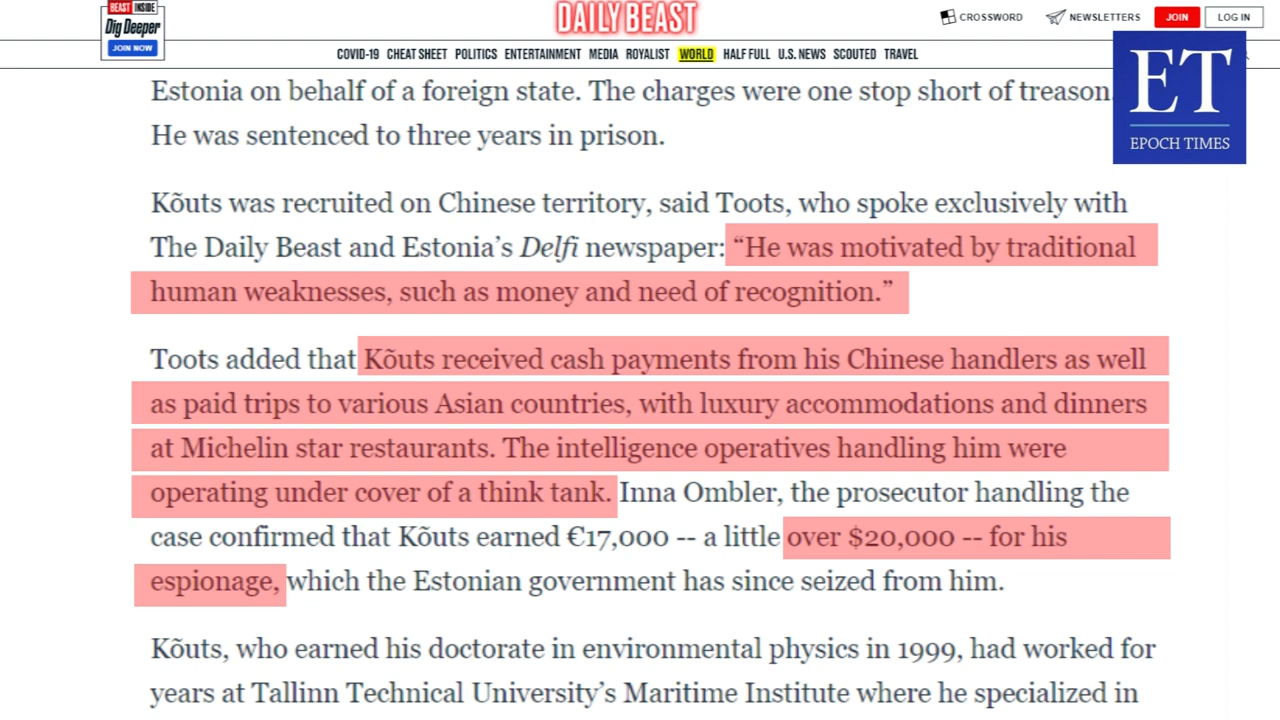 BEAST INSIDE
Dig Deeper
JOIN NOW
DAILY BEAST
CROSSWORD
NEWSLETTERS
JOIN
LOG IN
COVID-19 CHEAT SHEET POLITICS ENTERTAINMENT MEDIA ROYALIST WORLD HALF FULL U.S. NEWS SCOUTED TRAVEL
ET
EPOCH TIMES
Estonia on behalf of a foreign state. The charges were one stop short of treason.
He was sentenced to three years in prison.
Kõuts was recruited on Chinese territory, said Toots, who spoke exclusively with
The Daily Beast and Estonia’s Delfi newspaper: “He was motivated by traditional
human weaknesses, such as money and need of recognition.”
Toots added that Kõuts received cash payments from his Chinese handlers as well
as paid trips to various Asian countries, with luxury accommodations and dinners
at Michelin star restaurants. The intelligence operatives handling him were
operating under cover of a think tank. Inna Ombler, the prosecutor handling the
case confirmed that Kõuts earned €17,000 -- a little over $20,000 -- for his
espionage, which the Estonian government has since seized from him.
Kõuts, who earned his doctorate in environmental physics in 1999, had worked for
years at Tallinn Technical University’s Maritime Institute where he specialized in